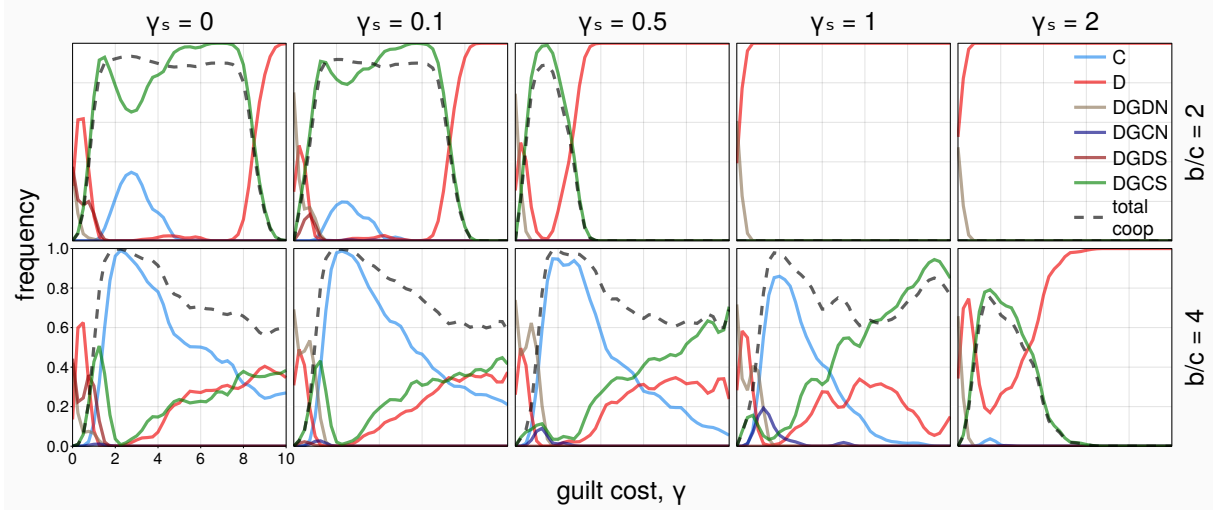 γₛ = 0
γₛ = 0.1
γₛ = 0.5
γₛ = 1
γₛ = 2
C
D
DGDN
DGCN
DGDS
DGCS
total
coop
b/c = 2
b/c = 4
frequency
1.0
0.8
0.6
0.4
0.2
0.0
0 2 4 6 8 10
guilt cost, γ